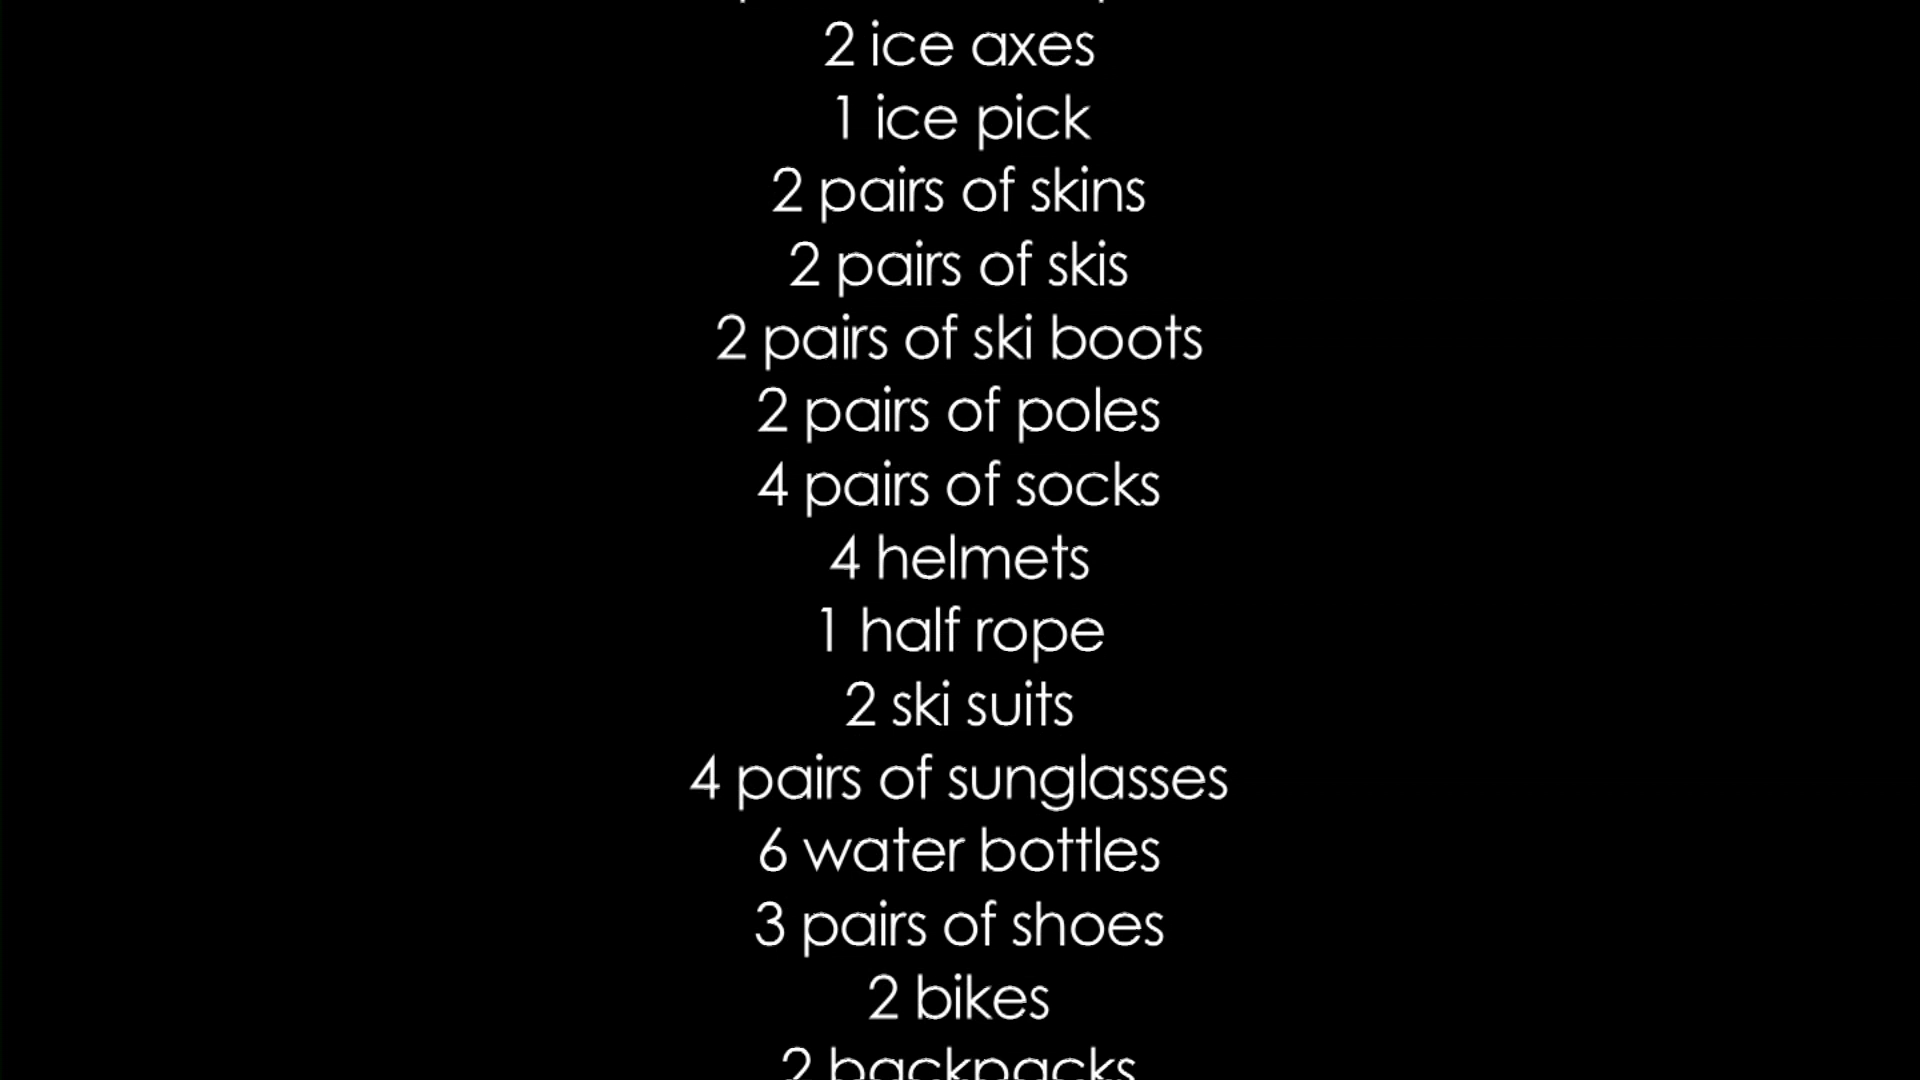 2 ice axes
1 ice pick
2 pairs of skins
2 pairs of skis
2 pairs of ski boots
2 pairs of poles
4 pairs of socks
4 helmets
1 half rope
2 ski suits
4 pairs of sunglasses
6 water bottles
3 pairs of shoes
2 bikes
2 backpacks